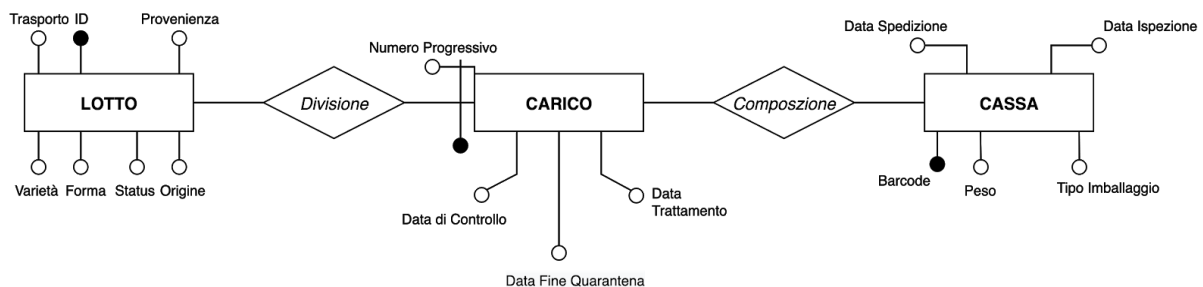 Trasporto ID
Provenienza
Data Spedizione
Data Ispezione
Numero Progressivo
LOTTO
Divisione
CARICO
Composzione
CASSA
Varietà
Forma
Status
Origine
Data di Controllo
Data
Trattamento
Barcode
Peso
Tipo Imballaggio
Data Fine Quarantena